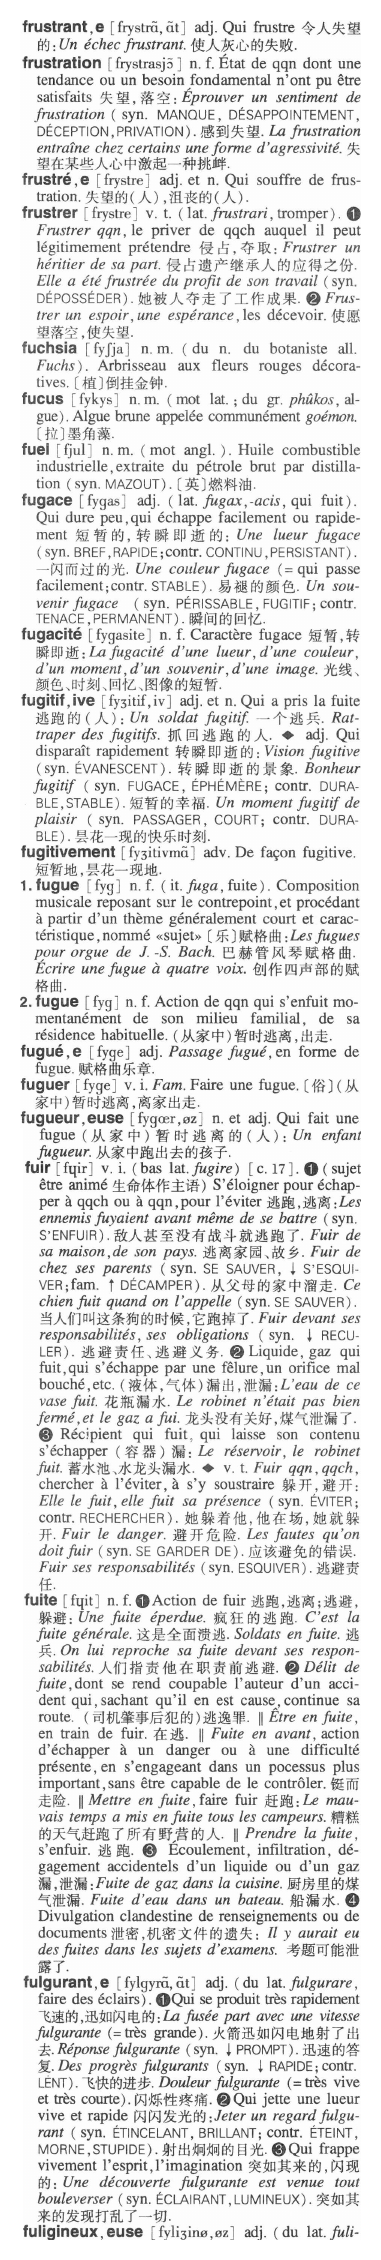 frustrant,e [frystrɑ̃,ɑ̃t] adj. Qui frustre 令人失望
的: Un échec frustrant. 使人灰心的失败.
frustration [frystrasjɔ̃] n. f. État de qqn dont une
tendance ou un besoin fondamental n'ont pu être
satisfaits 失望,落空: Éprouver un sentiment de
frustration ( syn. MANQUE, DÉSAPPOINTEMENT,
DÉCEPTION,PRIVATION). 感到失望. La frustration
entraîne chez certains une forme d'agressivité. 失
望在某些人心中激起一种挑衅.
frustré,e [frystre] adj. et n. Qui souffre de frus-
tration. 失望的(人),沮丧的(人).
frustrer [frystre] v. t. ( lat. frustrari, tromper). ❶
Frustrer qqn, le priver de qqch auquel il peut
légitimement prétendre 侵占,夺取: Frustrer un
héritier de sa part. 侵占遗产继承人的应得之份.
Elle a été frustrée du profit de son travail (syn.
DÉPOSSÉDER). 她被人夺走了工作成果. ❷ Frus-
trer un espoir, une espérance, les décevoir. 使愿
望落空,使失望.
fuchsia [fyʃja] n. m. ( du n. du botaniste all.
Fuchs). Arbrisseau aux fleurs rouges décora-
tives. [植]倒挂金钟.
fucus [fykys] n. m. (mot lat. ; du gr. phûkos, al-
gue). Algue brune appelée communément goémon.
[拉]墨角藻.
fuel [fjul] n. m. ( mot angl. ). Huile combustible
industrielle,extraite du pétrole brut par distilla-
tion (syn. MAZOUT). [英]燃料油.
fugace [fygas] adj. ( lat. fugax,-acis, qui fuit).
Qui dure peu, qui échappe facilement ou rapide-
ment 短暂的, 转瞬即逝的: Une lueur fugace
(syn. BREF,RAPIDE;contr. CONTINU,PERSISTANT).
一闪而过的光. Une couleur fugace (= qui passe
facilement;contr. STABLE). 易褪的颜色. Un sou-
venir fugace (syn. PÉRISSABLE, FUGITIF; contr.
TENACE,PERMANENT). 瞬间的回忆.
fugacité [fygasite] n. f. Caractère fugace 短暂,转
瞬即逝: La fugacité d'une lueur, d'une couleur,
d'un moment, d'un souvenir, d'une image. 光线、
颜色、时刻、回忆、图像的短暂.
fugitif,ive [fyʒitif,iv] adj. et n. Qui a pris la fuite
逃跑的(人): Un soldat fugitif. 一个逃兵. Rat-
traper des fugitifs. 抓回逃跑的人. ◆ adj. Qui
disparaît rapidement 转瞬即逝的: Vision fugitive
( syn. ÉVANESCENT). 转瞬即逝的景象. Bonheur
fugitif ( syn. FUGACE, ÉPHÉMÈRE; contr. DURA-
BLE,STABLE). 短暂的幸福. Un moment fugitif de
plaisir ( syn. PASSAGER, COURT; contr. DURA-
BLE). 昙花一现的快乐时刻.
fugitivement [fyʒitivmɑ̃] adv. De façon fugitive.
短暂地,昙花一现地.
1. fugue [fyg] n. f. ( it. fuga, fuite). Composition
musicale reposant sur le contrepoint,et procédant
à partir d'un thème généralement court et carac-
téristique,nommé «sujet» [乐]赋格曲: Les fugues
pour orgue de J. -S. Bach. 巴赫管风琴赋格曲.
Écrire une fugue à quatre voix. 创作四声部的赋
格曲.
2. fugue [fyg] n. f. Action de qqn qui s'enfuit mo-
mentanément de son milieu familial, de sa
résidence habituelle. (从家中)暂时逃离,出走.
fugué,e [fyge] adj. Passage fugué, en forme de
fugue. 赋格曲乐章.
fuguer [fyge] v. i. Fam. Faire une fugue. [俗](从
家中)暂时逃离,离家出走.
fugueur,euse [fygœr,øz] n. et adj. Qui fait une
fugue (从家中) 暂时逃离的(人): Un enfant
fugueur. 从家中跑出去的孩子.
fuir [fɥir] v. i. (bas lat. fugire) [c. 17]. ❶(sujet
être animé 生命体作主语) S'éloigner pour échap-
per à qqch ou à qqn,pour l'éviter 逃跑,逃离: Les
ennemis fuyaient avant même de se battre (syn.
S'ENFUIR). 敌人甚至没有战斗就逃跑了. Fuir de
sa maison, de son pays. 逃离家园、故乡. Fuir de
chez ses parents ( syn. SE SAUVER, ↓ S'ESQUI-
VER;fam. ↑ DÉCAMPER). 从父母的家中溜走. Ce
chien fuit quand on l'appelle (syn. SE SAUVER).
当人们叫这条狗的时候,它跑掉了. Fuir devant ses
responsabilités, ses obligations ( syn. ↓ RECU-
LER). 逃避责任、逃避义务. ❷ Liquide, gaz qui
fuit,qui s'échappe par une fêlure,un orifice mal
bouché,etc. (液体,气体)漏出,泄漏: L'eau de ce
vase fuit. 花瓶漏水. Le robinet n'était pas bien
fermé, et le gaz a fui. 龙头没有关好,煤气泄漏了.
❸ Récipient qui fuit, qui laisse son contenu
s'échapper (容器) 漏: Le réservoir, le robinet
fuit. 蓄水池、水龙头漏水. ◆ v. t. Fuir qqn, qqch,
chercher à l'éviter, à s'y soustraire 躲开, 避开:
Elle le fuit, elle fuit sa présence ( syn. ÉVITER;
contr. RECHERCHER). 她躲着他,他在场,她就躲
开. Fuir le danger. 避开危险. Les fautes qu'on
doit fuir (syn. SE GARDER DE). 应该避免的错误.
Fuir ses responsabilités (syn. ESQUIVER). 逃避责
任.
fuite [fɥit] n. f. ❶Action de fuir 逃跑,逃离;逃避,
躲避: Une fuite éperdue. 疯狂的逃跑. C'est la
fuite générale. 这是全面溃逃. Soldats en fuite. 逃
兵. On lui reproche sa fuite devant ses respon-
sabilités. 人们指责他在职责前逃避. ❷ Délit de
fuite, dont se rend coupable l'auteur d'un acci-
dent qui,sachant qu'il en est cause,continue sa
route. (司机肇事后犯的)逃逸罪. ‖ Être en fuite,
en train de fuir. 在逃. ‖ Fuite en avant, action
d'échapper à un danger ou à une difficulté
présente, en s'engageant dans un pocessus plus
important,sans être capable de le contrôler. 铤而
走险. ‖ Mettre en fuite, faire fuir 赶跑: Le mau-
vais temps a mis en fuite tous les campeurs. 糟糕
的天气赶跑了所有野营的人. ‖ Prendre la fuite,
s'enfuir. 逃跑. ❸ Écoulement, infiltration, dé-
gagement accidentels d'un liquide ou d'un gaz
漏,泄漏: Fuite de gaz dans la cuisine. 厨房里的煤
气泄漏. Fuite d'eau dans un bateau. 船漏水. ❹
Divulgation clandestine de renseignements ou de
documents 泄密,机密文件的遗失: Il y aurait eu
des fuites dans les sujets d'examens. 考题可能泄
露了.
fulgurant,e [fylgyrɑ̃,ɑ̃t] adj. ( du lat. fulgurare,
faire des éclairs). ❶Qui se produit très rapidement
飞速的,迅如闪电的: La fusée part avec une vitesse
fulgurante (= très grande). 火箭迅如闪电地射了出
去. Réponse fulgurante (syn. ↓PROMPT). 迅速的答
复. Des progrès fulgurants (syn. ↓ RAPIDE; contr.
LENT). 飞快的进步. Douleur fulgurante (= très vive
et très courte). 闪烁性疼痛. ❷Qui jette une lueur
vive et rapide 闪闪发光的: Jeter un regard fulgu-
rant ( syn. ÉTINCELANT, BRILLANT; contr. ÉTEINT,
MORNE,STUPIDE). 射出炯炯的目光. ❸Qui frappe
vivement l'esprit,l'imagination 突如其来的,闪现
的: Une découverte fulgurante est venue tout
bouleverser (syn. ÉCLAIRANT,LUMINEUX). 突如其
来的发现打乱了一切.
fuligineux,euse [fyliʒinø,øz] adj. ( du lat. fuli-